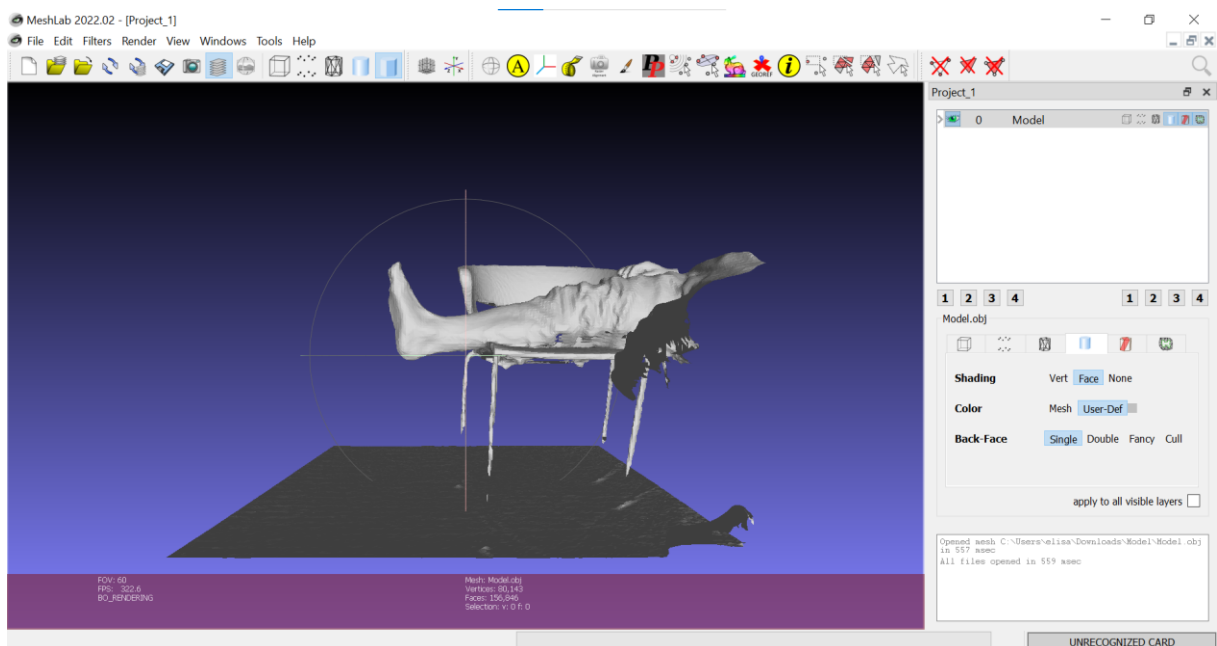 MeshLab 2022.02 - [Project_1]
File Edit Filters Render View Windows Tools Help
A
Pp
GEOREF
i
Project_1
0 Model
1 2 3 4 1 2 3 4
Model.obj
Shading Vert Face None
Color Mesh User-Def
Back-Face Single Double Fancy Cull
apply to all visible layers
Opened mesh C:\Users\elisa\Downloads\Model\Model.obj
in 557 msec
All files opened in 559 msec
FOV: 60
FPS: 322.6
BO_RENDERING
Mesh: Model.obj
Vertices: 80,143
Faces: 156,846
Selection: v: 0 f: 0
UNRECOGNIZED CARD